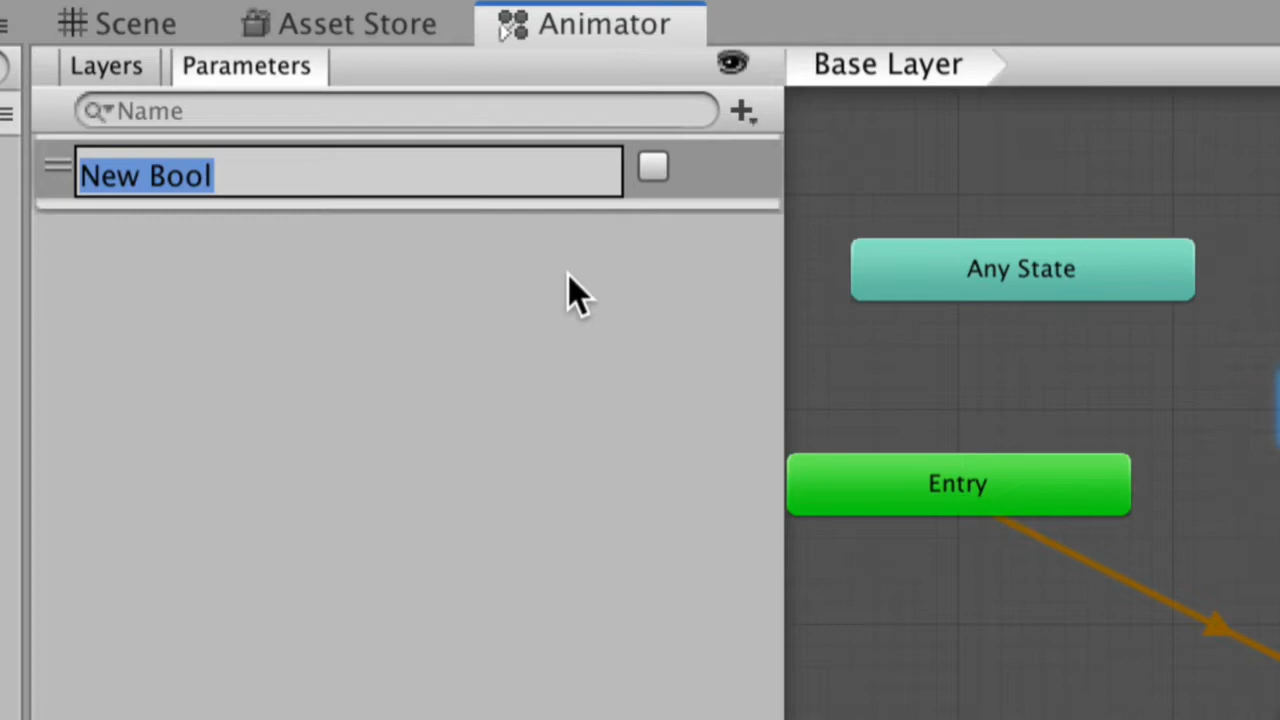 Scene
Asset Store
Animator
Layers
Parameters
Base Layer
Name
New Bool
Any State
Entry